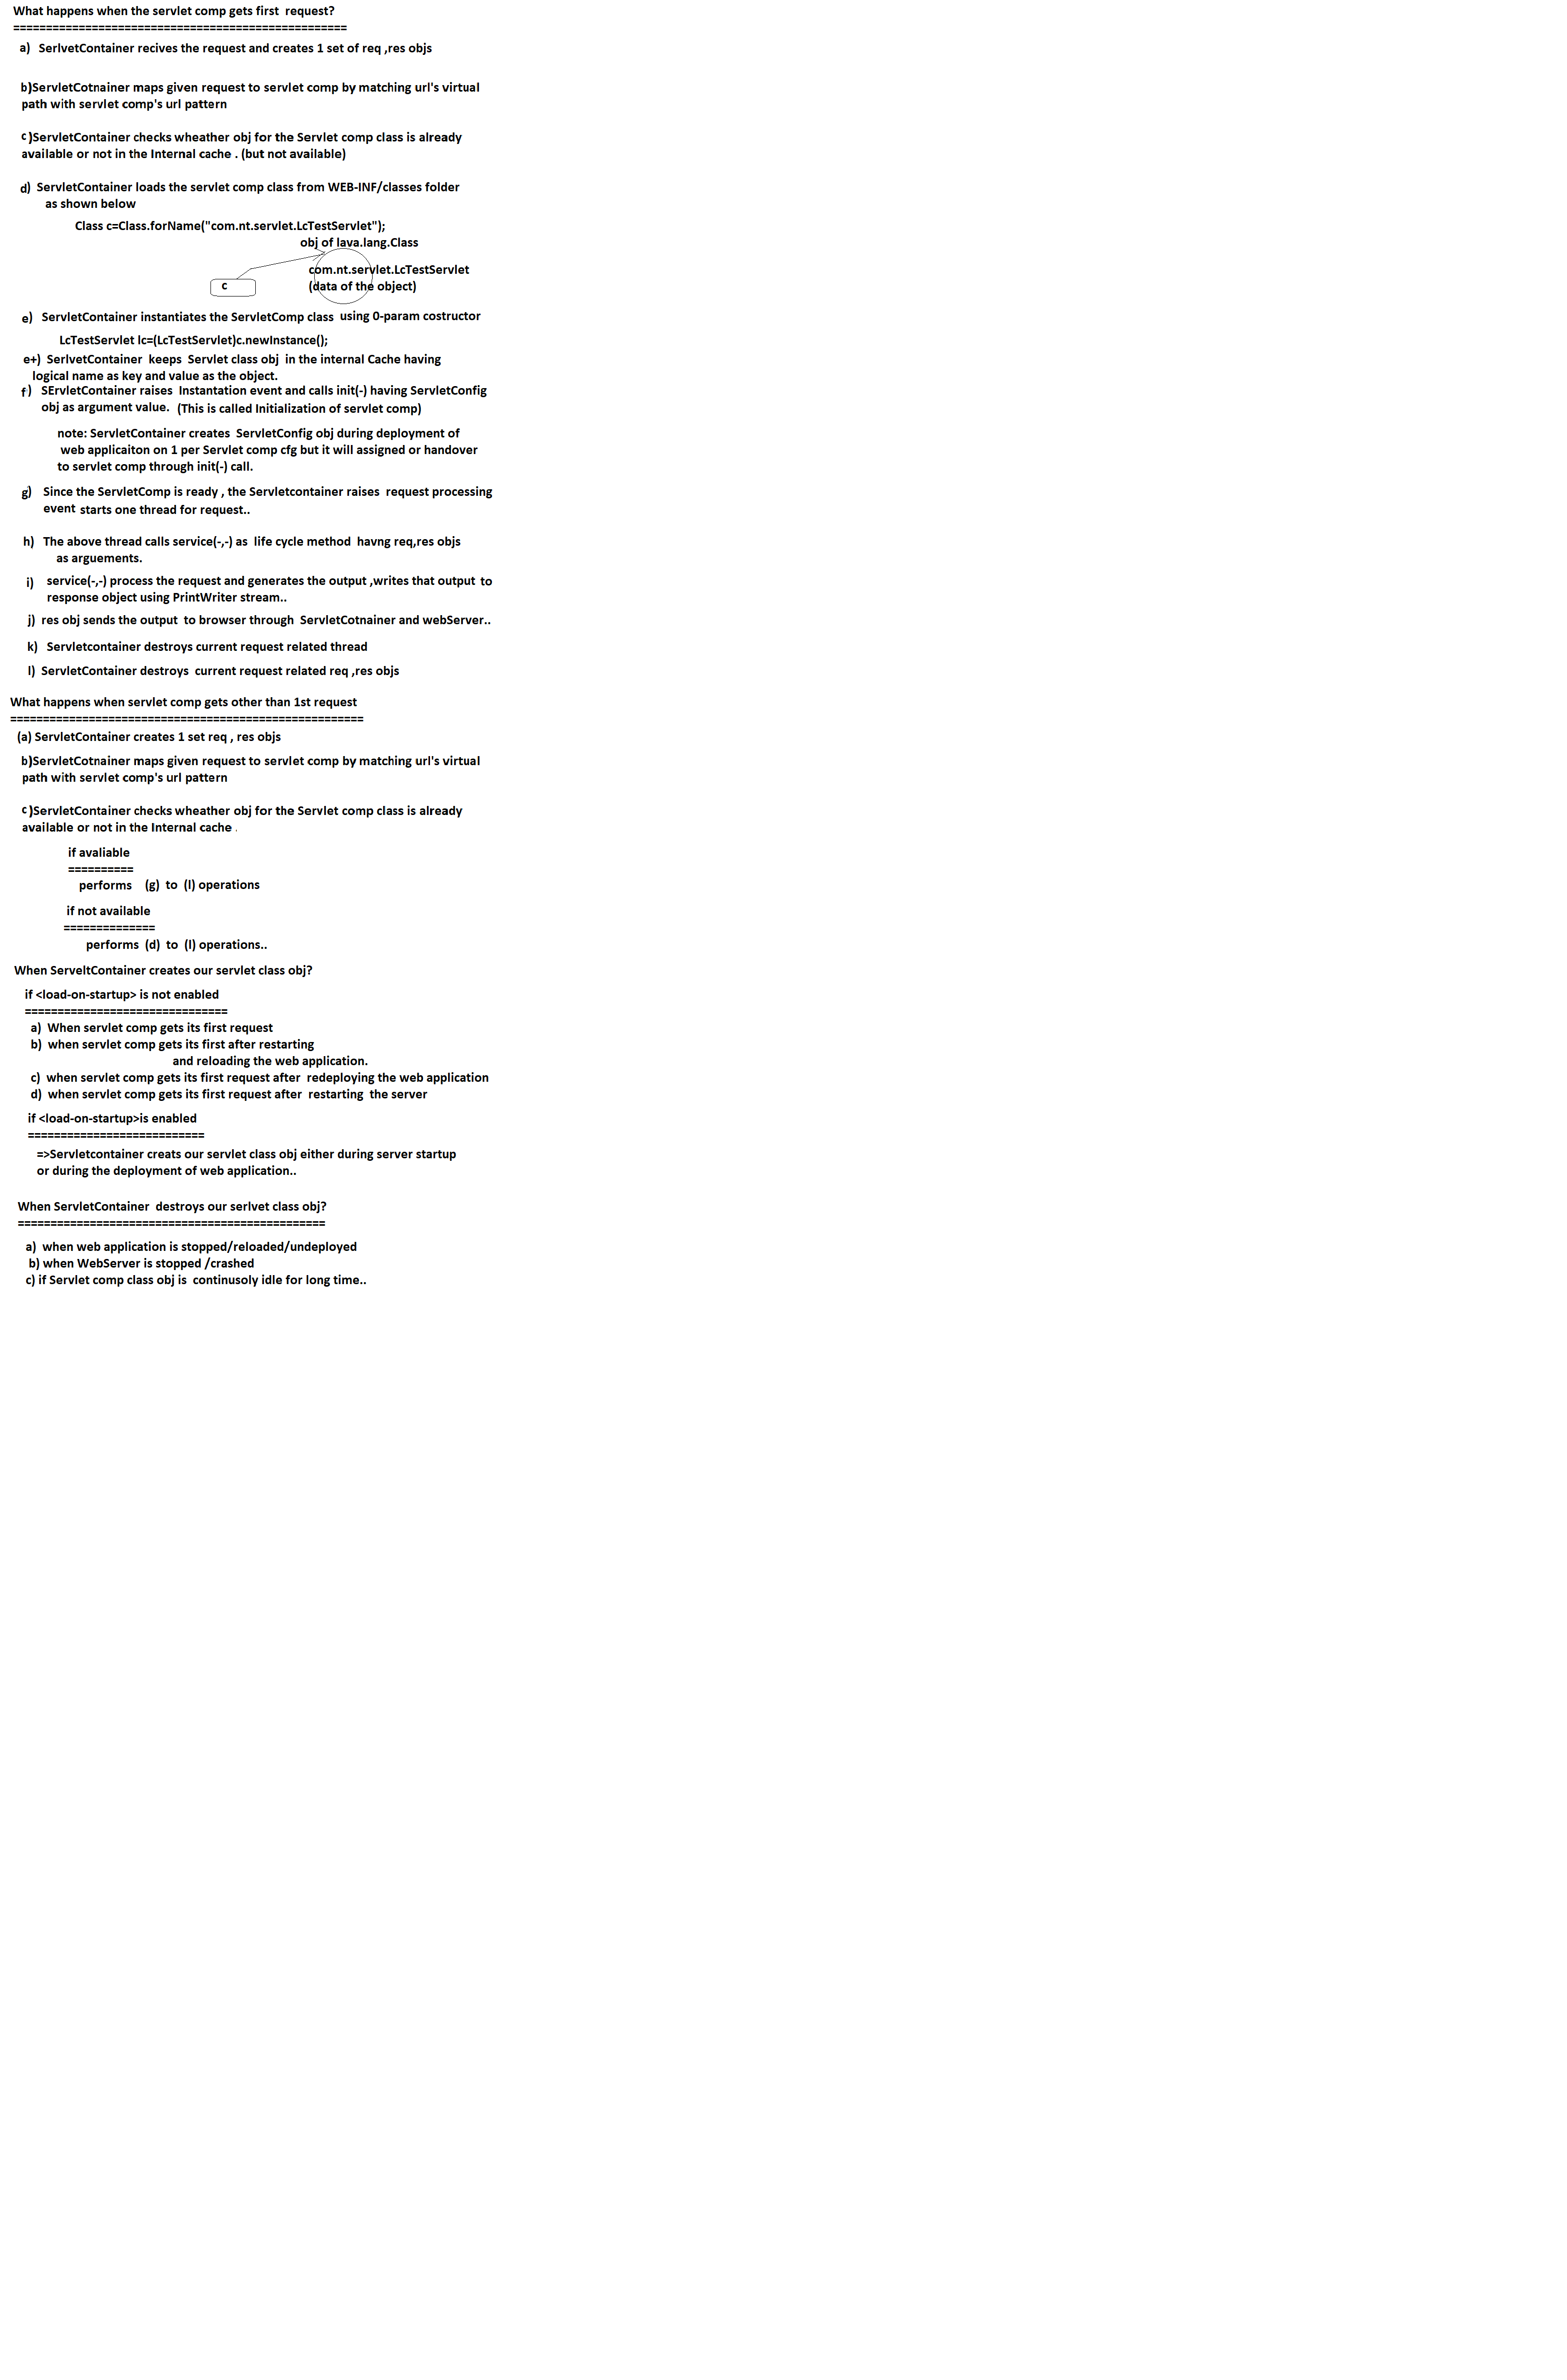 What happens when the servlet comp gets first  request?
===================================================
a)  SerlvetContainer recives the request and creates 1 set of req ,res objs
b)ServletCotnainer maps given request to servlet comp by matching url's virtual
path with servlet comp's url pattern
c )ServletContainer checks wheather obj for the Servlet comp class is already
available or not in the Internal cache . (but not available)
d)  ServletContainer loads the servlet comp class from WEB-INF/classes folder
as shown below
Class c=Class.forName("com.nt.servlet.LcTestServlet");
obj of lava.lang.Class
com.nt.servlet.LcTestServlet
c
(data of the object)
e)  ServletContainer instantiates the ServletComp class  using 0-param costructor
LcTestServlet lc=(LcTestServlet)c.newInstance();
e+)  SerlvetContainer  keeps  Servlet class obj  in the internal Cache having
logical name as key and value as the object.
f )  SErvletContainer raises  Instantation event and calls init(-) having ServletConfig
obj as argument value.  (This is called Initialization of servlet comp)
note: ServletContainer creates  ServletConfig obj during deployment of
web applicaiton on 1 per Servlet comp cfg but it will assigned or handover
to servlet comp through init(-) call.
g)  Since the ServletComp is ready , the Servletcontainer raises  request processing
event  starts one thread for request..
h)  The above thread calls service(-,-) as  life cycle method  havng req,res objs
as arguements.
i)  service(-,-) process the request and generates the output ,writes that output to
response object using PrintWriter stream..
j)  res obj sends the output  to browser through  ServletCotnainer and webServer..
k)  Servletcontainer destroys current request related thread
l)  ServletContainer destroys  current request related req ,res objs
What happens when servlet comp gets other than 1st request
======================================================
(a) ServletContainer creates 1 set req , res objs
b)ServletCotnainer maps given request to servlet comp by matching url's virtual
path with servlet comp's url pattern
c )ServletContainer checks wheather obj for the Servlet comp class is already
available or not in the Internal cache .
if avaliable
==========
performs  (g)  to  (l) operations
if not available
==============
performs  (d)  to  (l) operations..
When ServeltContainer creates our servlet class obj?
if <load-on-startup> is not enabled
===============================
a)  When servlet comp gets its first request
b)  when servlet comp gets its first after restarting
and reloading the web application.
c)  when servlet comp gets its first request after  redeploying the web application
d)  when servlet comp gets its first request after  restarting  the server
if <load-on-startup>is enabled
===========================
=>Servletcontainer creats our servlet class obj either during server startup
or during the deployment of web application..
When ServletContainer  destroys our serlvet class obj?
===============================================
a)  when web application is stopped/reloaded/undeployed
b) when WebServer is stopped /crashed
c) if Servlet comp class obj is  continusoly idle for long time..